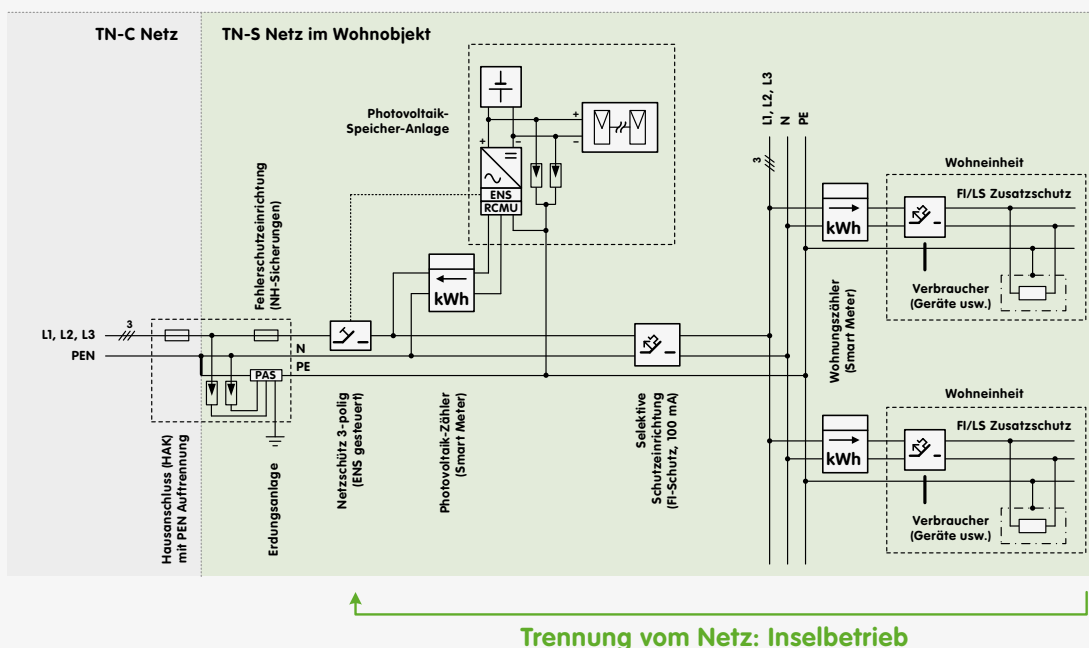 TN-C Netz
TN-S Netz im Wohnobjekt
Photovoltaik-
Speicher-Anlage
+
−
+
−
ENS
RCMU
kWh
Fehlerschutzeinrichtung
(NH-Sicherungen)
L1, L2, L3
3
PEN
N
PE
PAS
Hausanschluss (HAK)
mit PEN Auftrennung
Erdungsanlage
Netzschütz 3-polig
(ENS gesteuert)
Photovoltaik-Zähler
(Smart Meter)
Selektive
Schutzeinrichtung
(FI-Schutz, 100 mA)
L1, L2, L3
N
PE
3
kWh
Wohnungszähler
(Smart Meter)
Wohneinheit
FI/LS Zusatzschutz
Verbraucher
(Geräte usw.)
kWh
Wohneinheit
FI/LS Zusatzschutz
Verbraucher
(Geräte usw.)
Trennung vom Netz: Inselbetrieb